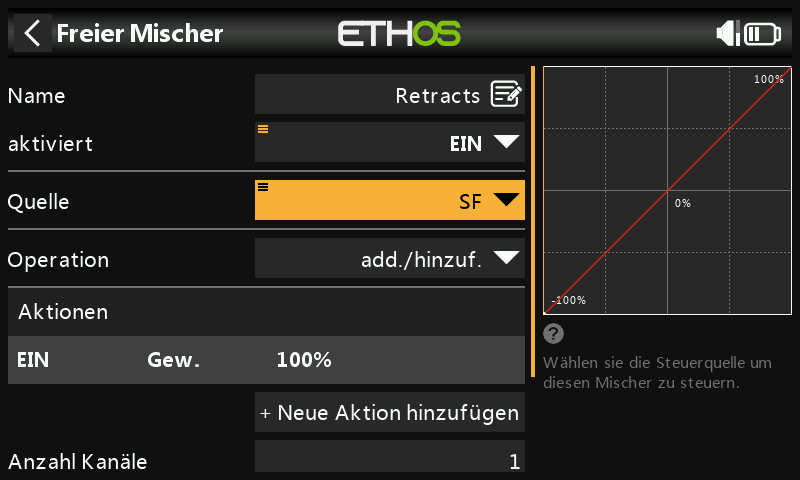 Freier Mischer
ETHOS
Name
Retracts
aktiviert
EIN
Quelle
SF
Operation
add./hinzuf.
Aktionen
EIN Gew. 100%
+ Neue Aktion hinzufügen
Anzahl Kanäle
1
100%
0%
-100%
?
Wählen sie die Steuerquelle um
diesen Mischer zu steuern.